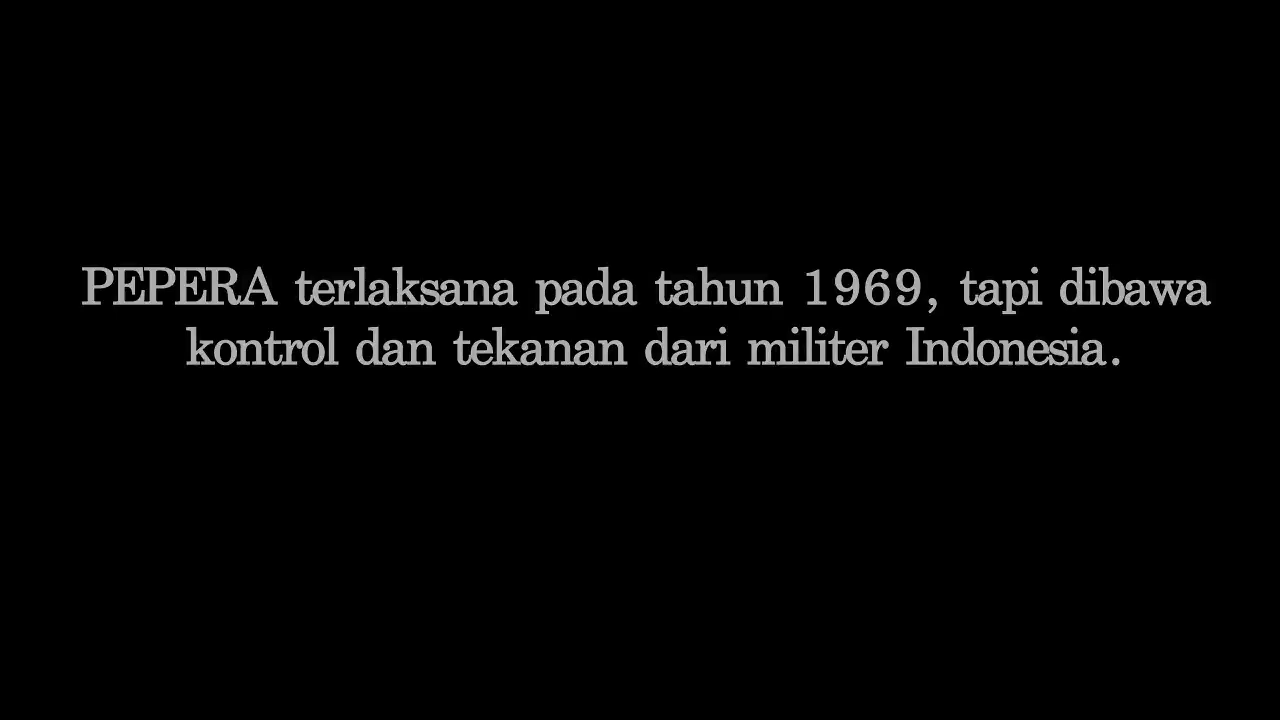 PEPERA terlaksana pada tahun 1969, tapi dibawa
kontrol dan tekanan dari militer Indonesia.